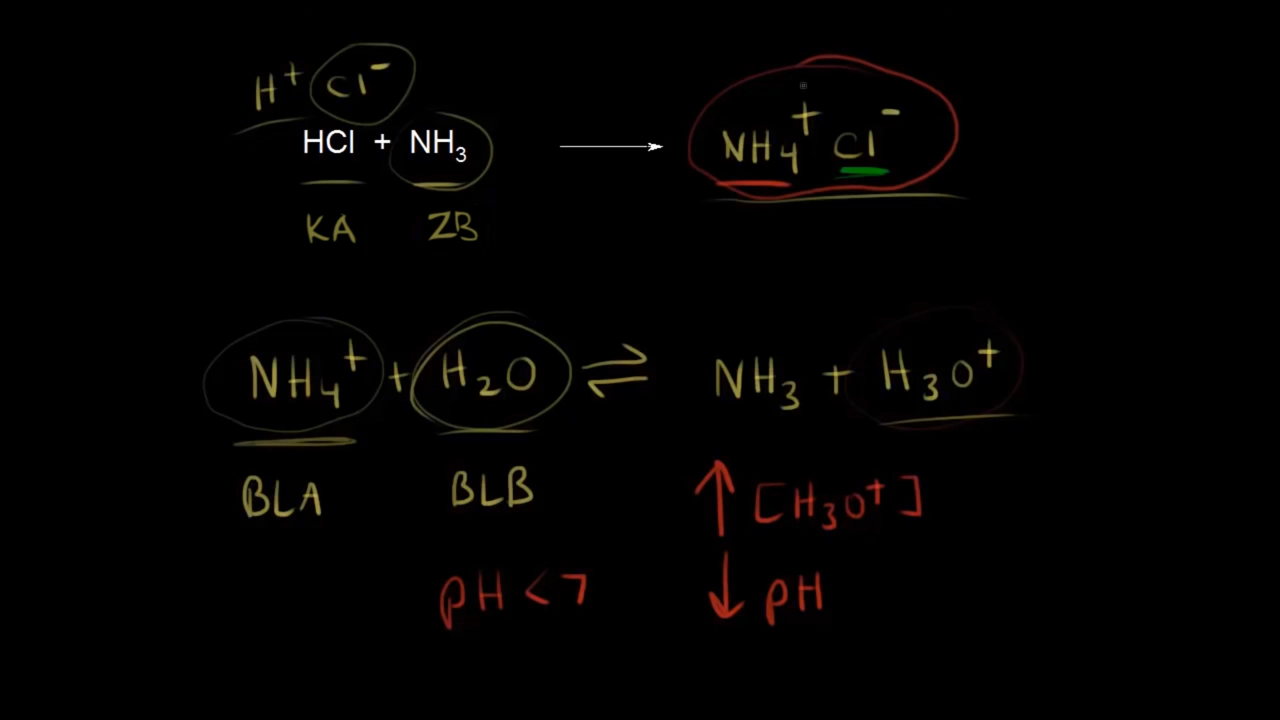 H⁺ Cl⁻
HCl + NH₃ → NH₄⁺ Cl⁻
KA ZB
NH₄⁺ + H₂O ⇌ NH₃ + H₃O⁺
BLA BLB
↑ [H₃O⁺]
pH < 7 ↓ pH